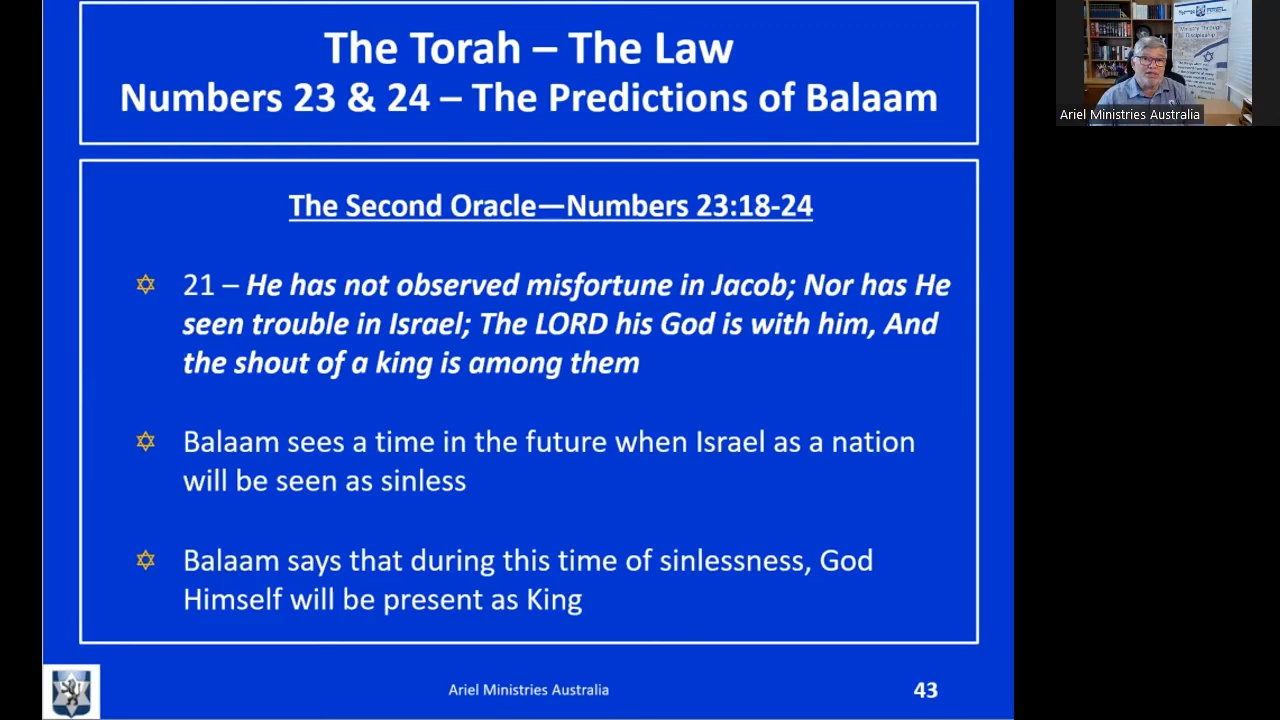 The Torah – The Law
Numbers 23 & 24 – The Predictions of Balaam
The Second Oracle—Numbers 23:18-24
21 – He has not observed misfortune in Jacob; Nor has He
seen trouble in Israel; The LORD his God is with him, And
the shout of a king is among them
Balaam sees a time in the future when Israel as a nation
will be seen as sinless
Balaam says that during this time of sinlessness, God
Himself will be present as King
Ariel Ministries Australia
43
Ministry Through
Discipleship
Ariel Ministries Australia